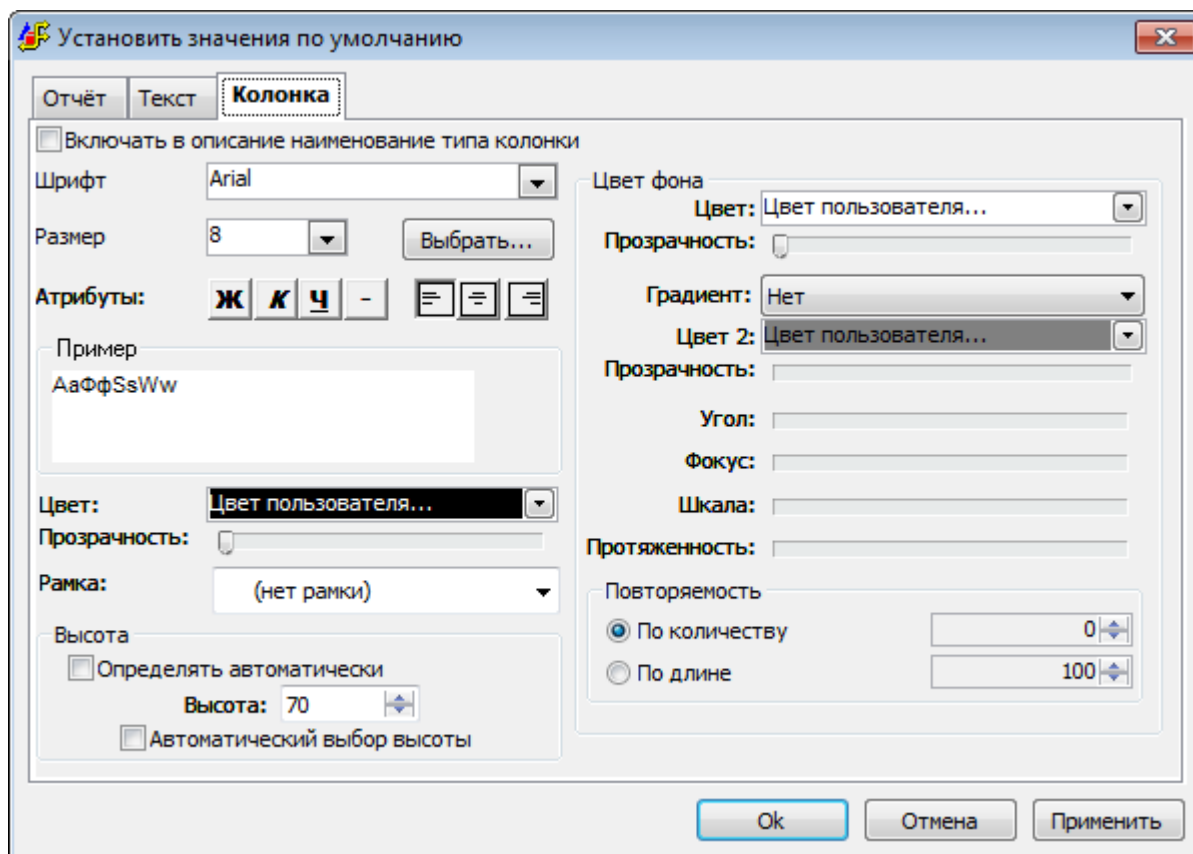 Установить значения по умолчанию
Отчёт Текст Колонка
Включать в описание наименование типа колонки
Шрифт Arial
Размер 8 Выбрать...
Атрибуты: Ж К Ч -
Пример
АаФфSsWw
Цвет: Цвет пользователя...
Прозрачность:
Рамка: (нет рамки)
Высота
Определять автоматически
Высота: 70
Автоматический выбор высоты
Цвет фона
Цвет: Цвет пользователя...
Прозрачность:
Градиент: Нет
Цвет 2: Цвет пользователя...
Прозрачность:
Угол:
Фокус:
Шкала:
Протяженность:
Повторяемость
По количеству 0
По длине 100
Ok Отмена Применить